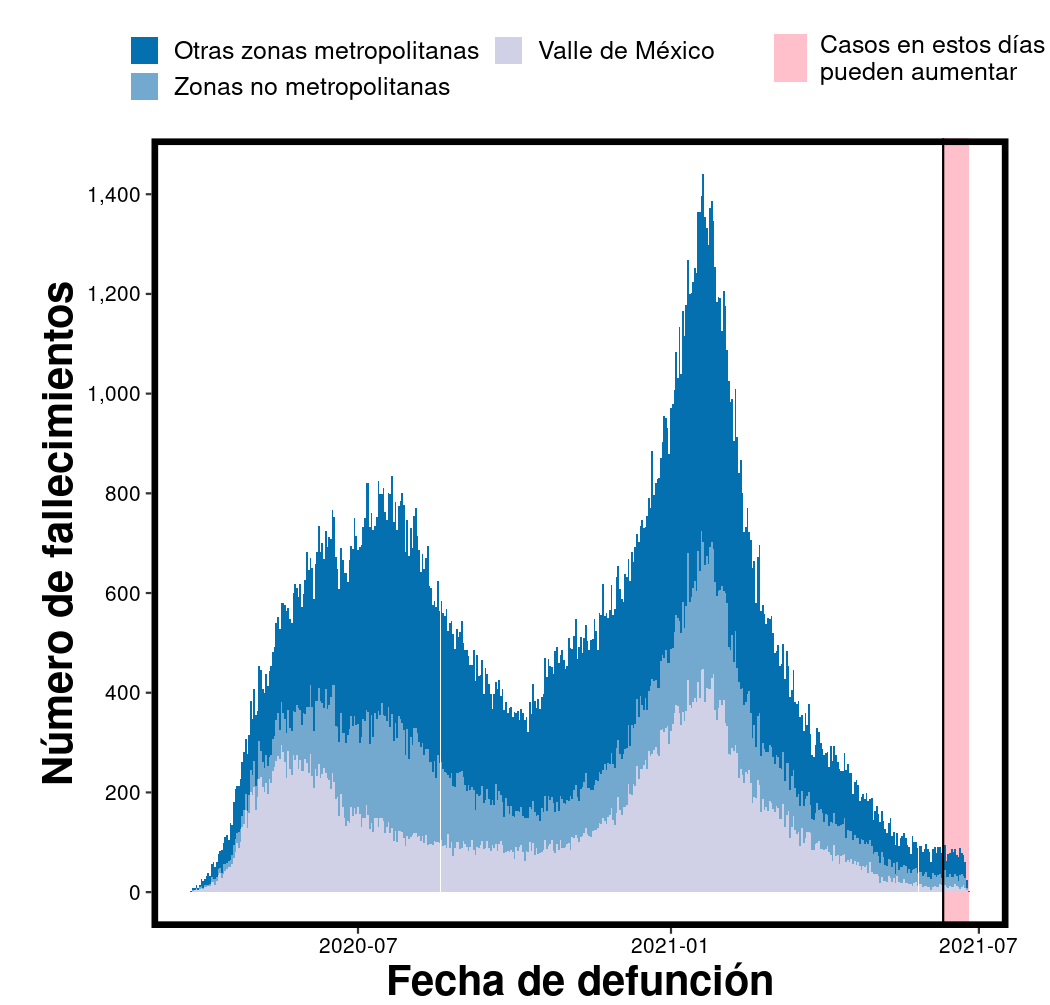 Otras zonas metropolitanas
Valle de México
Zonas no metropolitanas
Casos en estos días
pueden aumentar
Número de fallecimientos
1,400
1,200
1,000
800
600
400
200
0
2020-07
2021-01
2021-07
Fecha de defunción